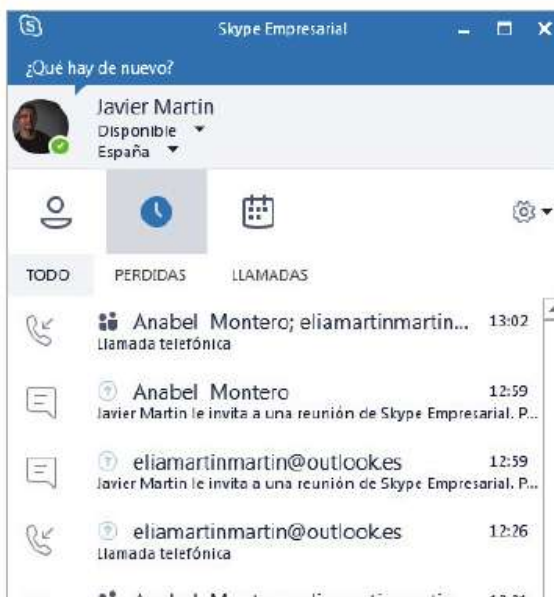 Skype Empresarial
¿Qué hay de nuevo?
Javier Martin
Disponible
España
TODO PERDIDAS LLAMADAS
Anabel Montero; eliamartinmartin... 13:02
Llamada telefónica
Anabel Montero 12:59
Javier Martin le invita a una reunión de Skype Empresarial. P...
eliamartinmartin@outlook.es 12:59
Javier Martin le invita a una reunión de Skype Empresarial. P...
eliamartinmartin@outlook.es 12:26
Llamada telefónica